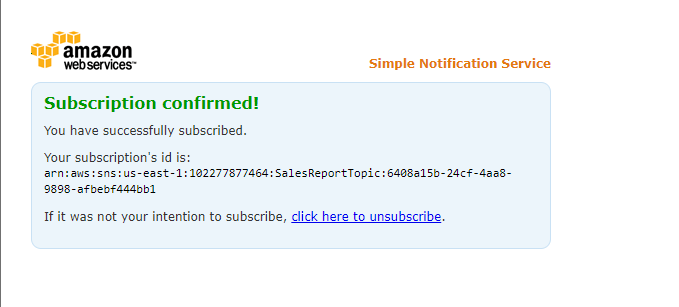 amazon
webservices™
Simple Notification Service
Subscription confirmed!
You have successfully subscribed.
Your subscription's id is:
arn:aws:sns:us-east-1:102277877464:SalesReportTopic:6408a15b-24cf-4aa8-
9898-afbebf444bb1
If it was not your intention to subscribe, click here to unsubscribe.